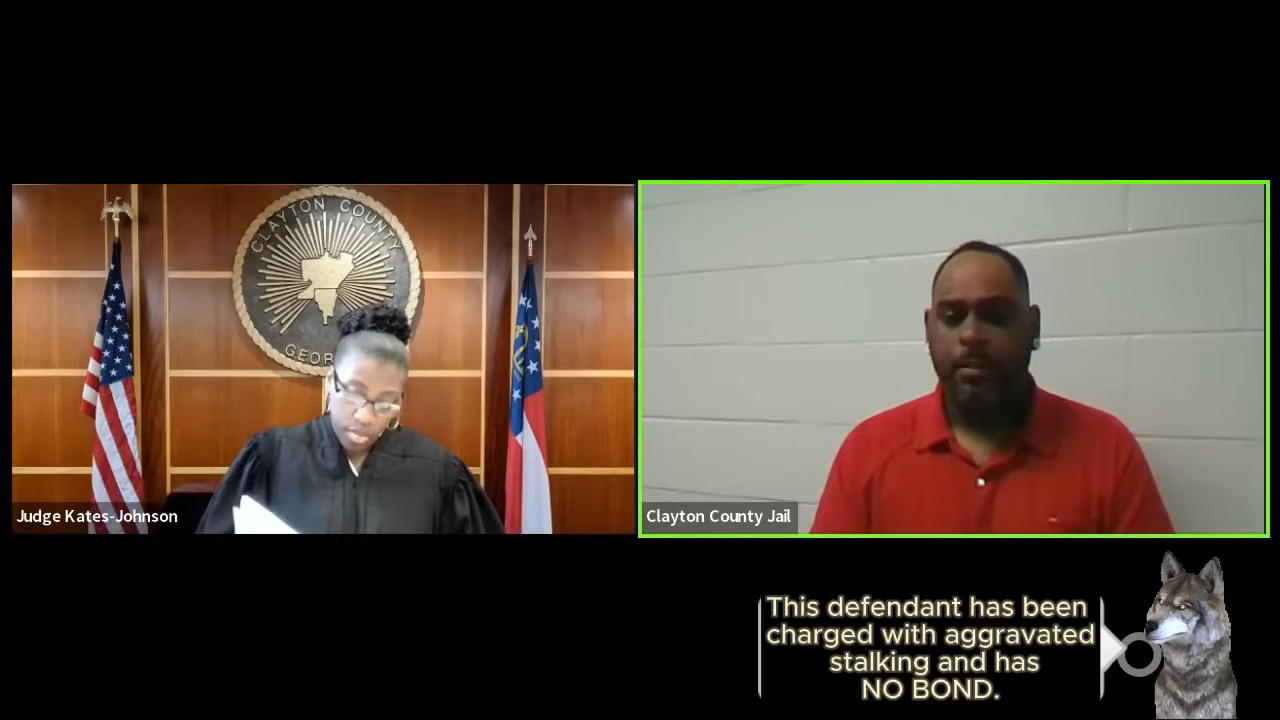 CLAYTON COUNTY
GEOR
Judge Kates-Johnson
Clayton County Jail
This defendant has been
charged with aggravated
stalking and has
NO BOND.